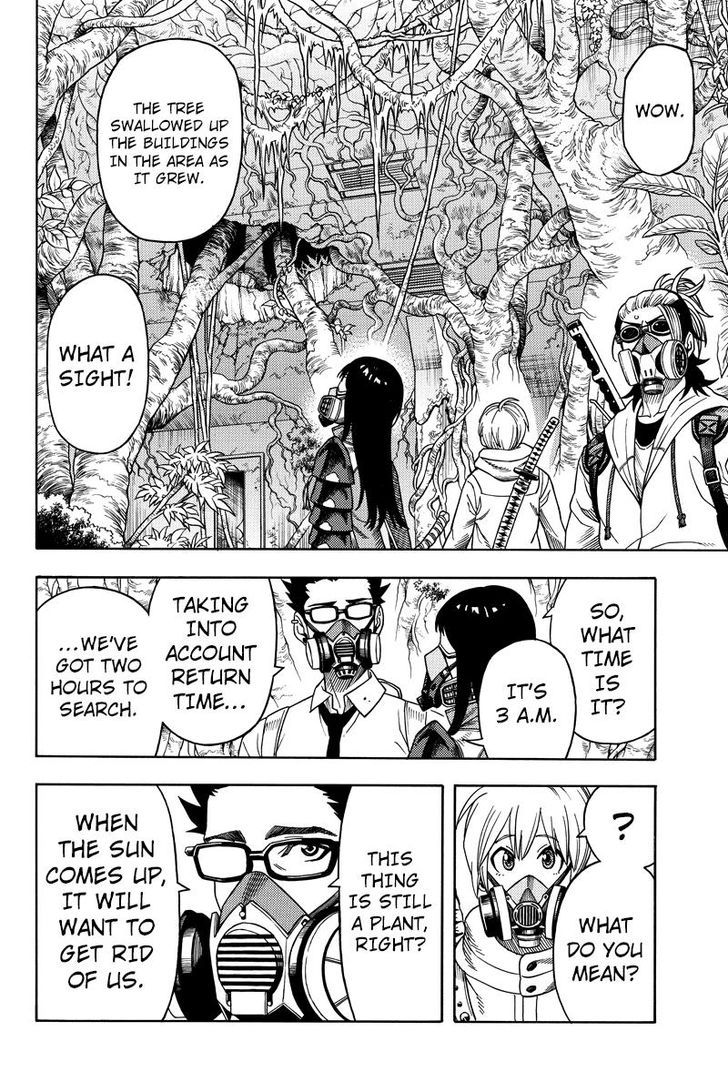 WOW.
THE TREE
SWALLOWED UP
THE BUILDINGS
IN THE AREA AS
IT GREW.
WHAT A
SIGHT!
SO,
WHAT
TIME
IS
IT?
IT'S
3 A.M.
TAKING
INTO
ACCOUNT
RETURN
TIME...
...WE'VE
GOT TWO
HOURS TO
SEARCH.
?
WHAT
DO YOU
MEAN?
THIS
THING
IS STILL
A PLANT,
RIGHT?
WHEN
THE SUN
COMES UP,
IT WILL
WANT TO
GET RID
OF US.